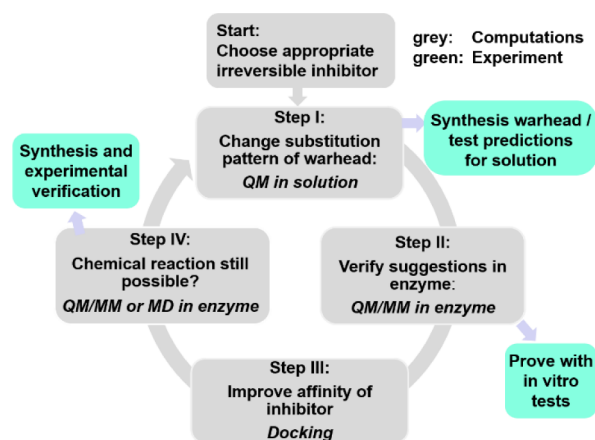 Start:
Choose appropriate
irreversible inhibitor
grey: Computations
green: Experiment
Step I:
Change substitution
pattern of warhead:
QM in solution
Synthesis warhead /
test predictions
for solution
Synthesis and
experimental
verification
Step IV:
Chemical reaction still
possible?
QM/MM or MD in enzyme
Step II:
Verify suggestions in
enzyme:
QM/MM in enzyme
Prove with
in vitro
tests
Step III:
Improve affinity of
inhibitor
Docking